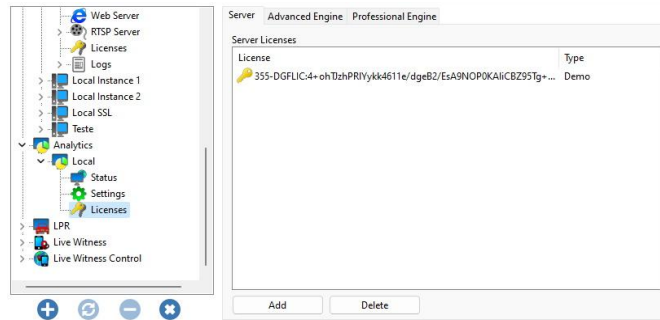 Web Server
RTSP Server
Licenses
Logs
Local Instance 1
Local Instance 2
Local SSL
Teste
Analytics
Local
Status
Settings
Licenses
LPR
Live Witness
Live Witness Control
Server Advanced Engine Professional Engine
Server Licenses
License Type
355-DGFLIC:4+ohTJzhPRIYykk4611e/dgeB2/EsA9NOP0KAliCBZ95Tg+... Demo
Add Delete